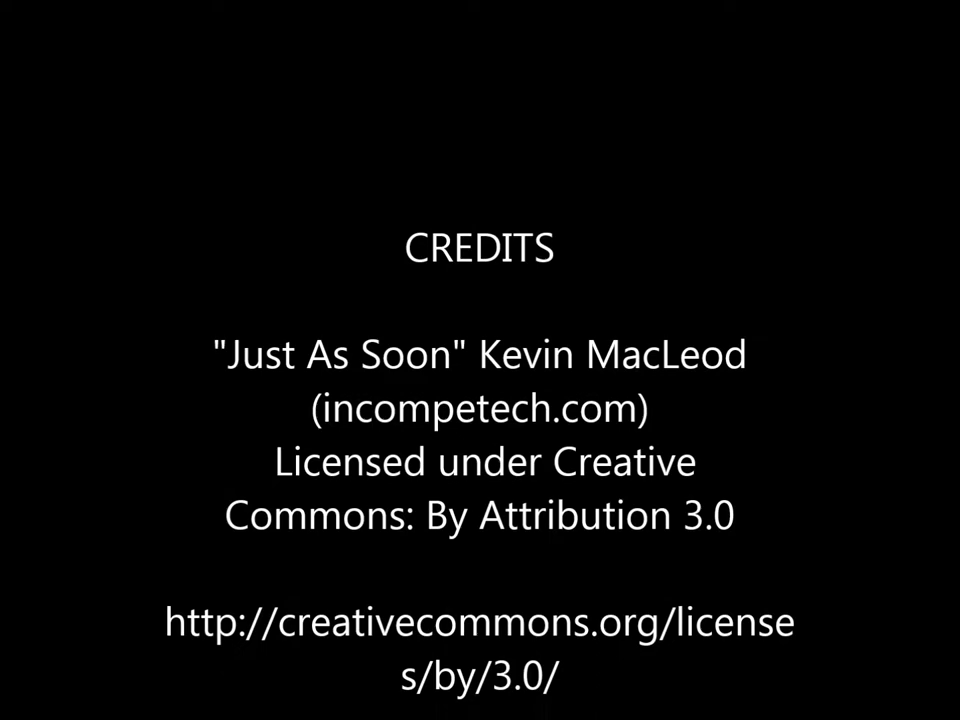 CREDITS
"Just As Soon" Kevin MacLeod
(incompetech.com)
Licensed under Creative
Commons: By Attribution 3.0
http://creativecommons.org/license
s/by/3.0/